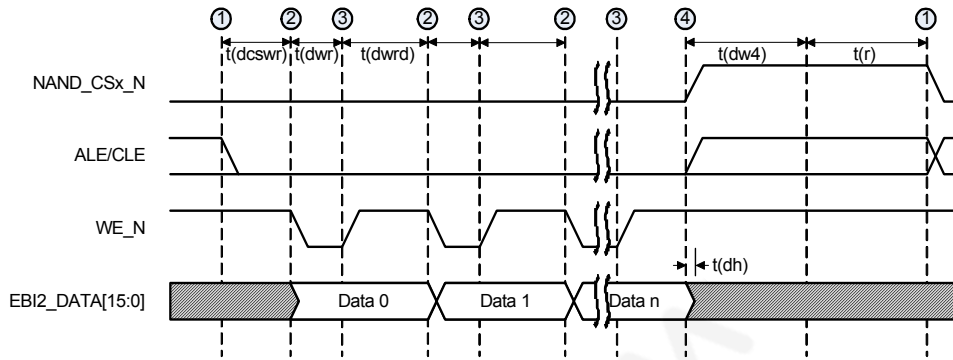 1 2 3 2 3 2 3 4 1
t(dcswr) t(dwr) t(dwrd) t(dw4) t(r)
NAND_CSx_N
ALE/CLE
WE_N
t(dh)
EBI2_DATA[15:0] Data 0 Data 1 Data n